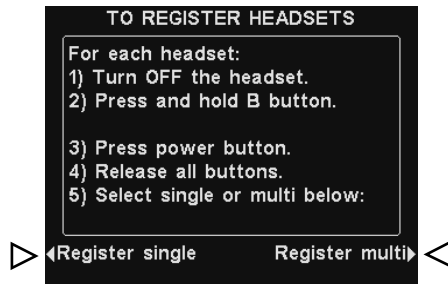 TO REGISTER HEADSETS
For each headset:
1) Turn OFF the headset.
2) Press and hold B button.
3) Press power button.
4) Release all buttons.
5) Select single or multi below:
Register single Register multi